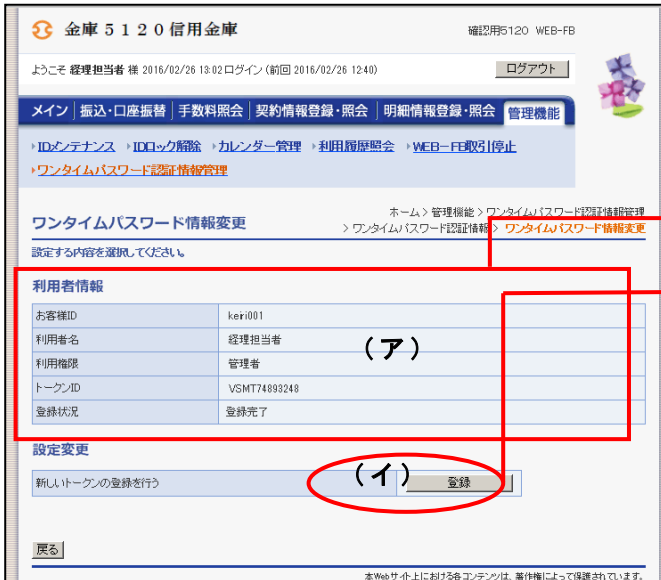 金庫5120信用金庫
確認用5120 WEB-FB
ようこそ 経理担当者 様 2016/02/26 13:02ログイン (前回 2016/02/26 12:40)
ログアウト
メイン 振込・口座振替 手数料照会 契約情報登録・照会 明細情報登録・照会 管理機能
IDメンテナンス IDロック解除 カレンダー管理 利用履歴照会 WEB-FB取引停止
ワンタイムパスワード認証情報管理
ワンタイムパスワード情報変更
ホーム > 管理機能 > ワンタイムパスワード認証情報管理
> ワンタイムパスワード認証情報 > ワンタイムパスワード情報変更
設定する内容を選択してください。
利用者情報
お客様ID keiri001
利用者名 経理担当者
(ア)
利用権限 管理者
トークンID VSMT74893248
登録状況 登録完了
設定変更
新しいトークンの登録を行う (イ) 登録
戻る
本Webサイト上における各コンテンツは、著作権によって保護されています。